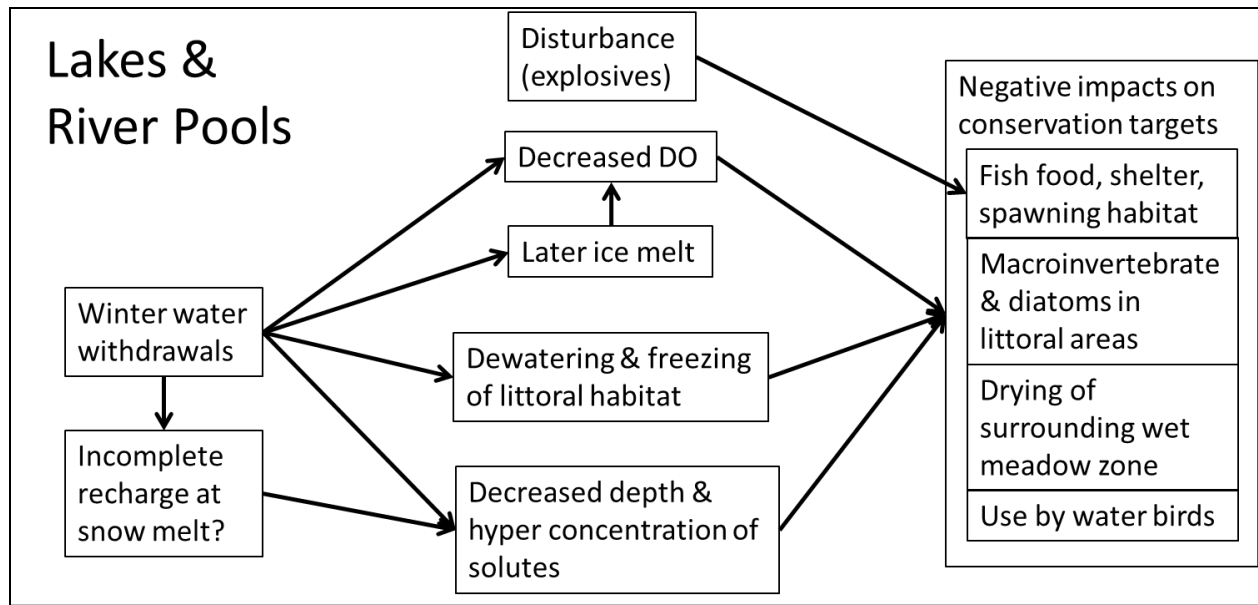 Lakes &
River Pools
Disturbance
(explosives)
Decreased DO
Later ice melt
Winter water
withdrawals
Dewatering & freezing
of littoral habitat
Incomplete
recharge at
snow melt?
Decreased depth &
hyper concentration of
solutes
Negative impacts on
conservation targets
Fish food, shelter,
spawning habitat
Macroinvertebrate
& diatoms in
littoral areas
Drying of
surrounding wet
meadow zone
Use by water birds